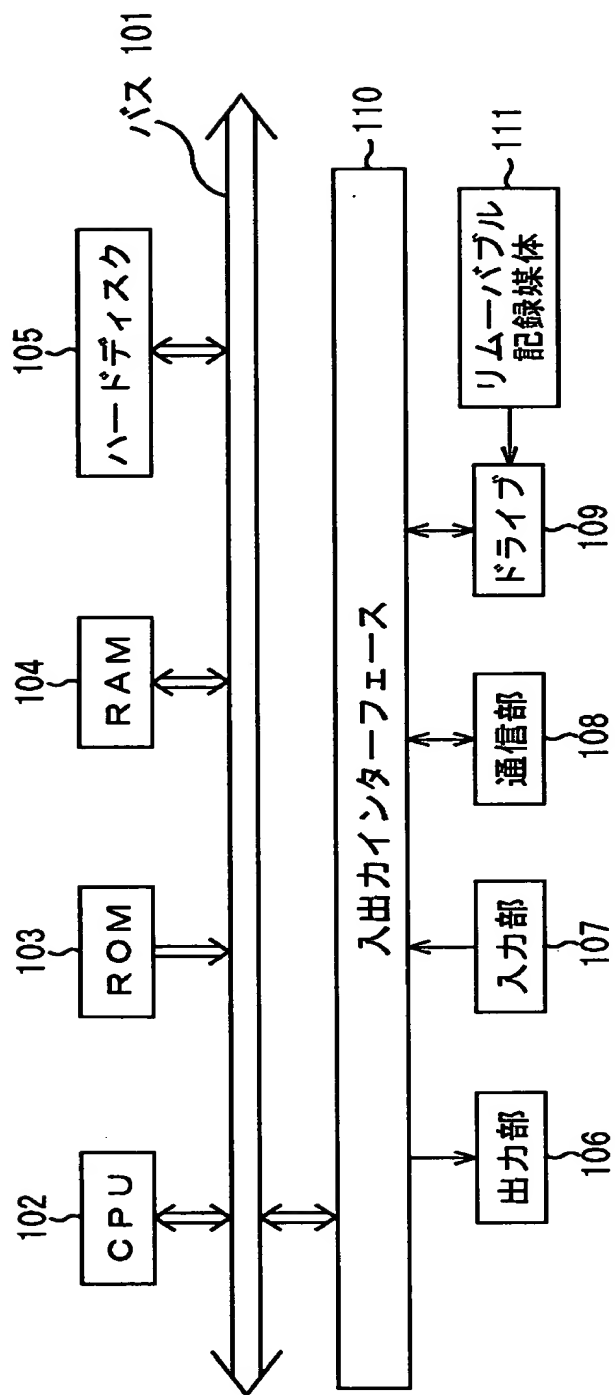 バス 101
102
CPU
103
ROM
104
RAM
105
ハードディスク
入出力インターフェース
110
出力部
106
入力部
107
通信部
108
ドライブ
109
リムーバブル
記録媒体
111